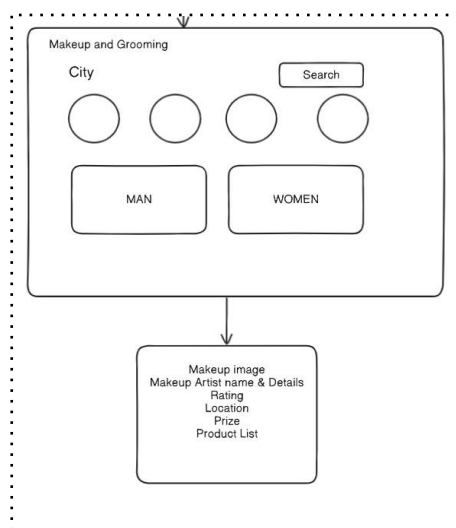 Makeup and Grooming
City
Search
MAN
WOMEN
Makeup image
Makeup Artist name & Details
Rating
Location
Prize
Product List